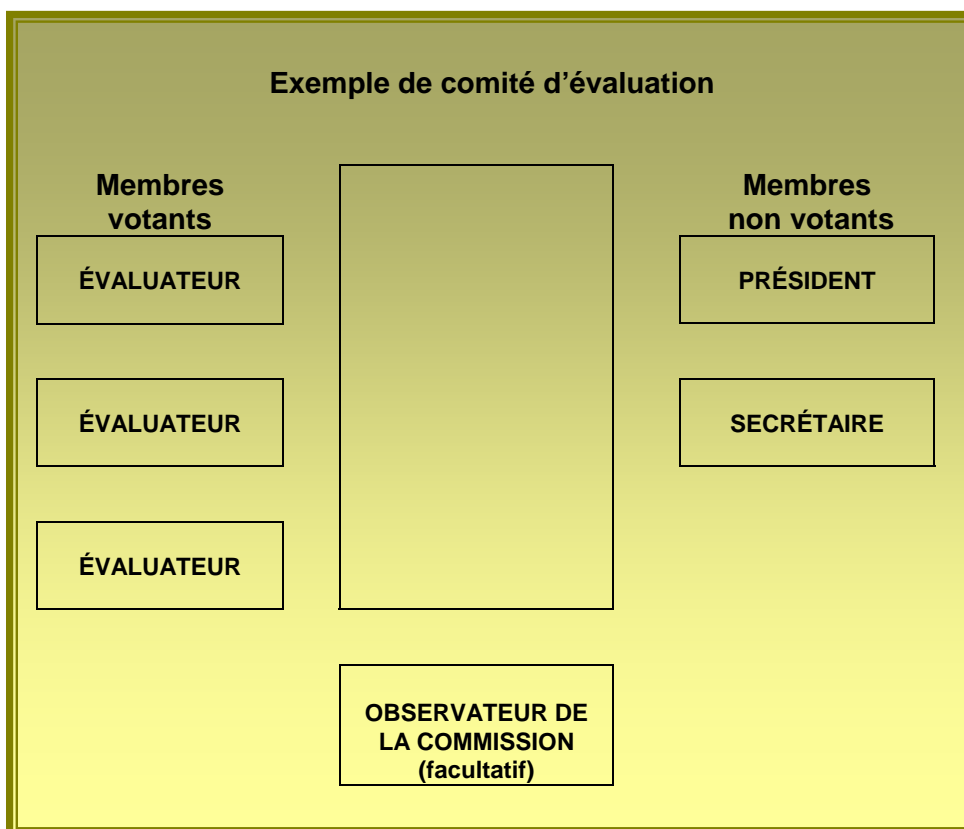 Exemple de comité d’évaluation
Membres
votants
Membres
non votants
ÉVALUATEUR
PRÉSIDENT
ÉVALUATEUR
SECRÉTAIRE
ÉVALUATEUR
OBSERVATEUR DE
LA COMMISSION
(facultatif)